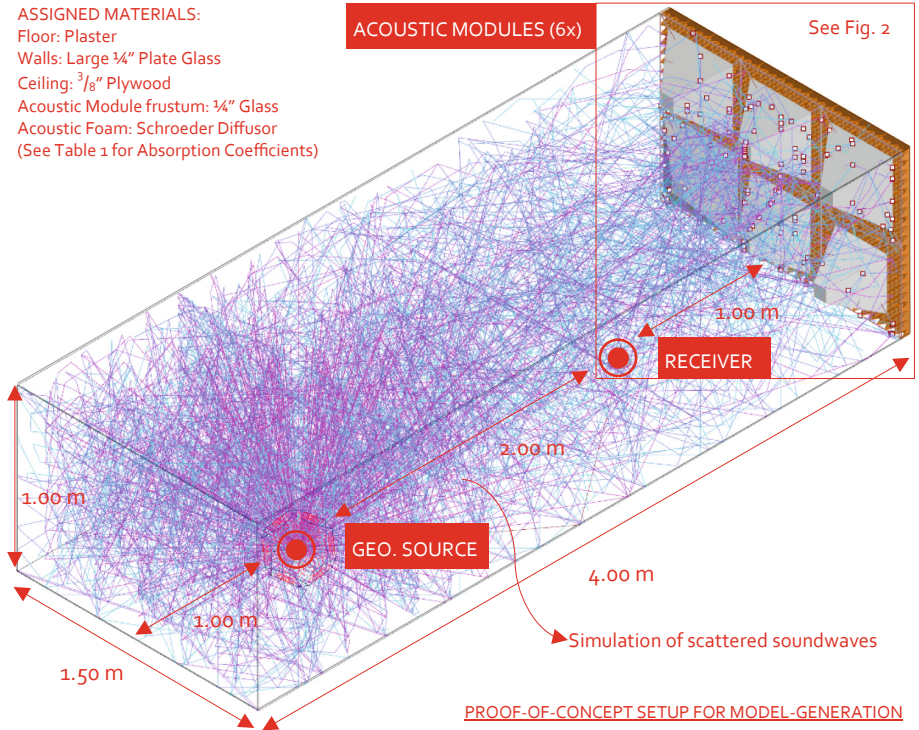 ASSIGNED MATERIALS:
Floor: Plaster
Walls: Large ¼” Plate Glass
Ceiling: ³/₈” Plywood
Acoustic Module frustum: ¼” Glass
Acoustic Foam: Schroeder Diffusor
(See Table 1 for Absorption Coefficients)
ACOUSTIC MODULES (6x)
See Fig. 2
1.00 m
RECEIVER
2.00 m
1.00 m
GEO. SOURCE
4.00 m
1.00 m
Simulation of scattered soundwaves
1.50 m
PROOF-OF-CONCEPT SETUP FOR MODEL-GENERATION